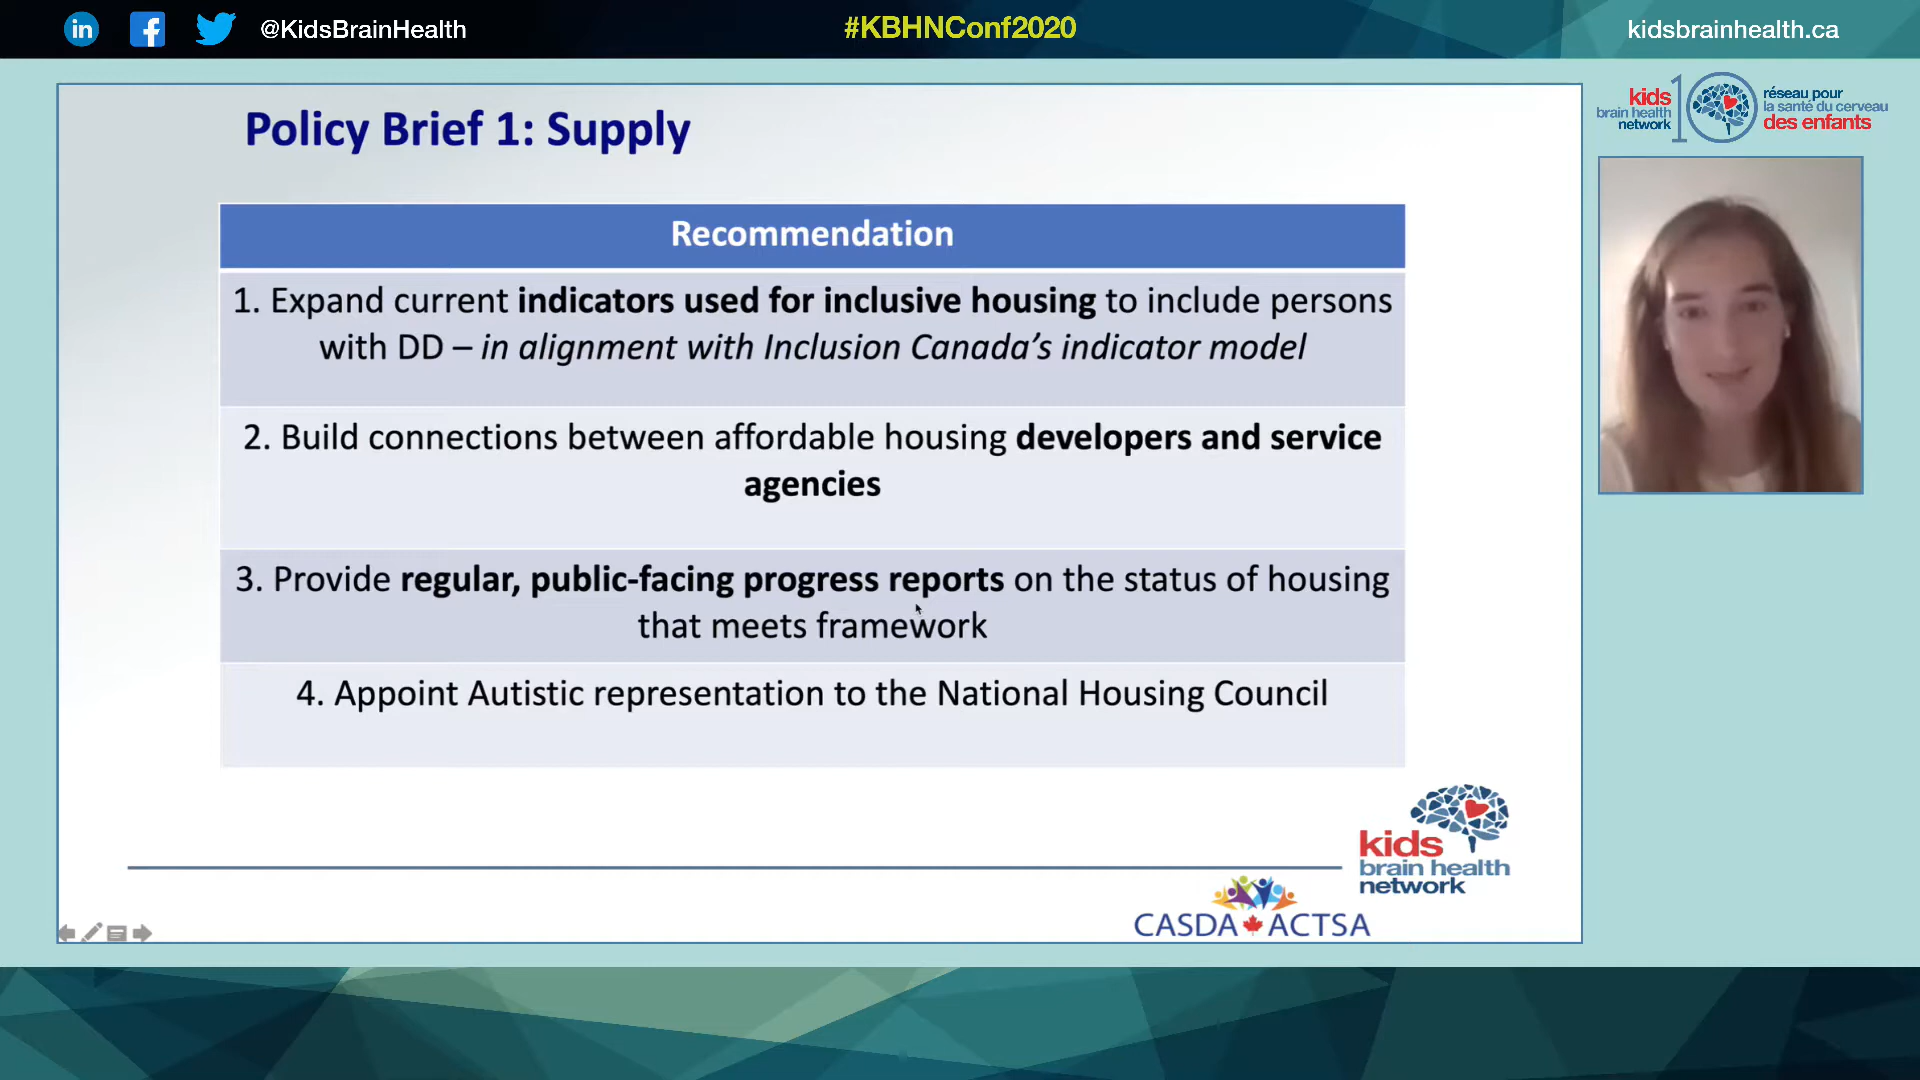 @KidsBrainHealth
#KBHNConf2020
kidsbrainhealth.ca
kids
brain health
network
10
réseau pour
la santé du cerveau
des enfants
Policy Brief 1: Supply
Recommendation
1. Expand current indicators used for inclusive housing to include persons
with DD – in alignment with Inclusion Canada's indicator model
2. Build connections between affordable housing developers and service
agencies
3. Provide regular, public-facing progress reports on the status of housing
that meets framework
4. Appoint Autistic representation to the National Housing Council
kids
brain health
network
CASDA ACTSA